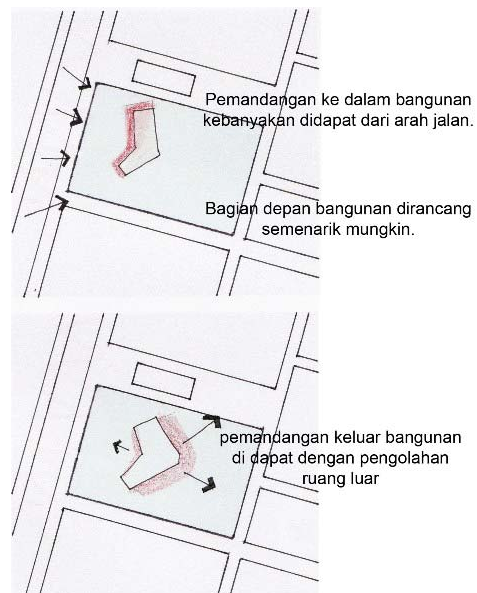 Pemandangan ke dalam bangunan
kebanyakan didapat dari arah jalan.
Bagian depan bangunan dirancang
semenarik mungkin.
pemandangan keluar bangunan
di dapat dengan pengolahan
ruang luar